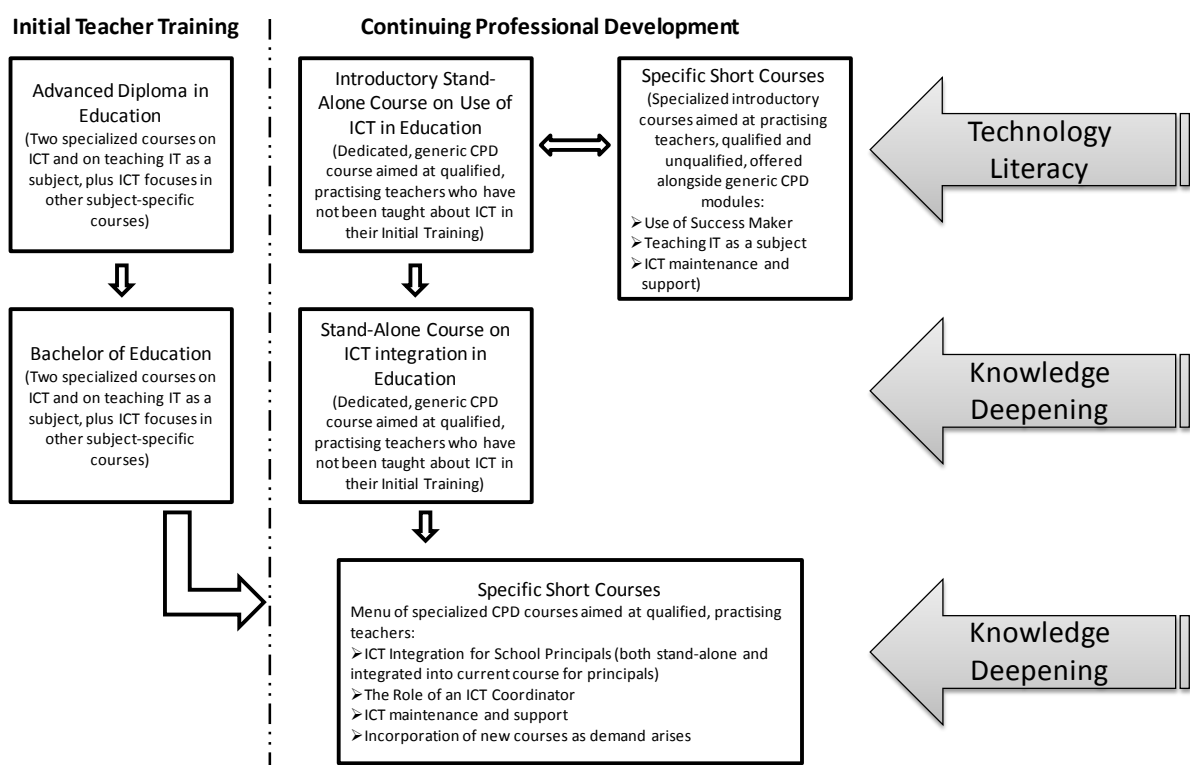 Initial Teacher Training
Continuing Professional Development
Advanced Diploma in
Education
(Two specialized courses on
ICT and on teaching IT as a
subject, plus ICT focuses in
other subject-specific
courses)
Introductory Stand-
Alone Course on Use of
ICT in Education
(Dedicated, generic CPD
course aimed at qualified,
practising teachers who have
not been taught about ICT in
their Initial Training)
Specific Short Courses
(Specialized introductory
courses aimed at practising
teachers, qualified and
unqualified, offered
alongside generic CPD
modules:
➢Use of Success Maker
➢Teaching IT as a subject
➢ICT maintenance and
support)
Technology
Literacy
Bachelor of Education
(Two specialized courses on
ICT and on teaching IT as a
subject, plus ICT focuses in
other subject-specific
courses)
Stand-Alone Course on
ICT integration in
Education
(Dedicated, generic CPD
course aimed at qualified,
practising teachers who have
not been taught about ICT in
their Initial Training)
Knowledge
Deepening
Specific Short Courses
Menu of specialized CPD courses aimed at qualified, practising
teachers:
➢ICT Integration for School Principals (both stand-alone and
integrated into current course for principals)
➢The Role of an ICT Coordinator
➢ICT maintenance and support
➢Incorporation of new courses as demand arises
Knowledge
Deepening